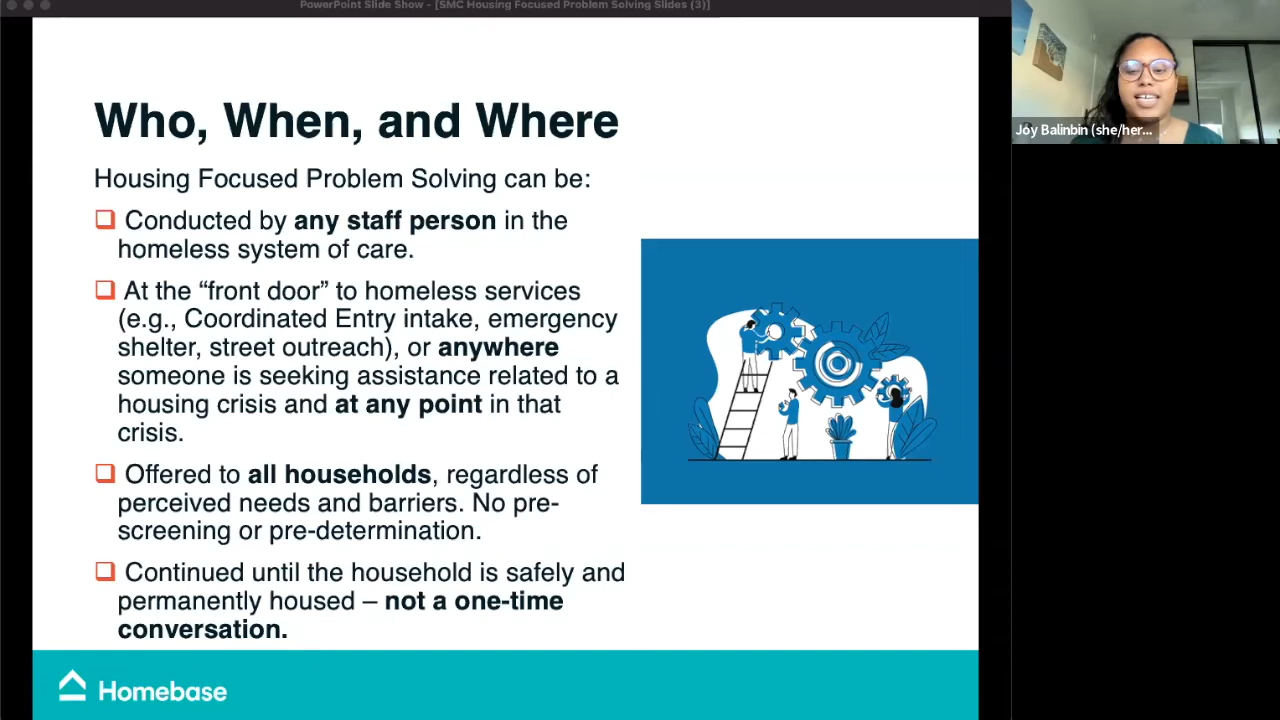 PowerPoint Slide Show - [SMC Housing Focused Problem Solving Slides (3)]
Who, When, and Where
Housing Focused Problem Solving can be:
Conducted by any staff person in the
homeless system of care.
At the “front door” to homeless services
(e.g., Coordinated Entry intake, emergency
shelter, street outreach), or anywhere
someone is seeking assistance related to a
housing crisis and at any point in that
crisis.
Offered to all households, regardless of
perceived needs and barriers. No pre-
screening or pre-determination.
Continued until the household is safely and
permanently housed – not a one-time
conversation.
Homebase
Joy Balinbin (she/her...